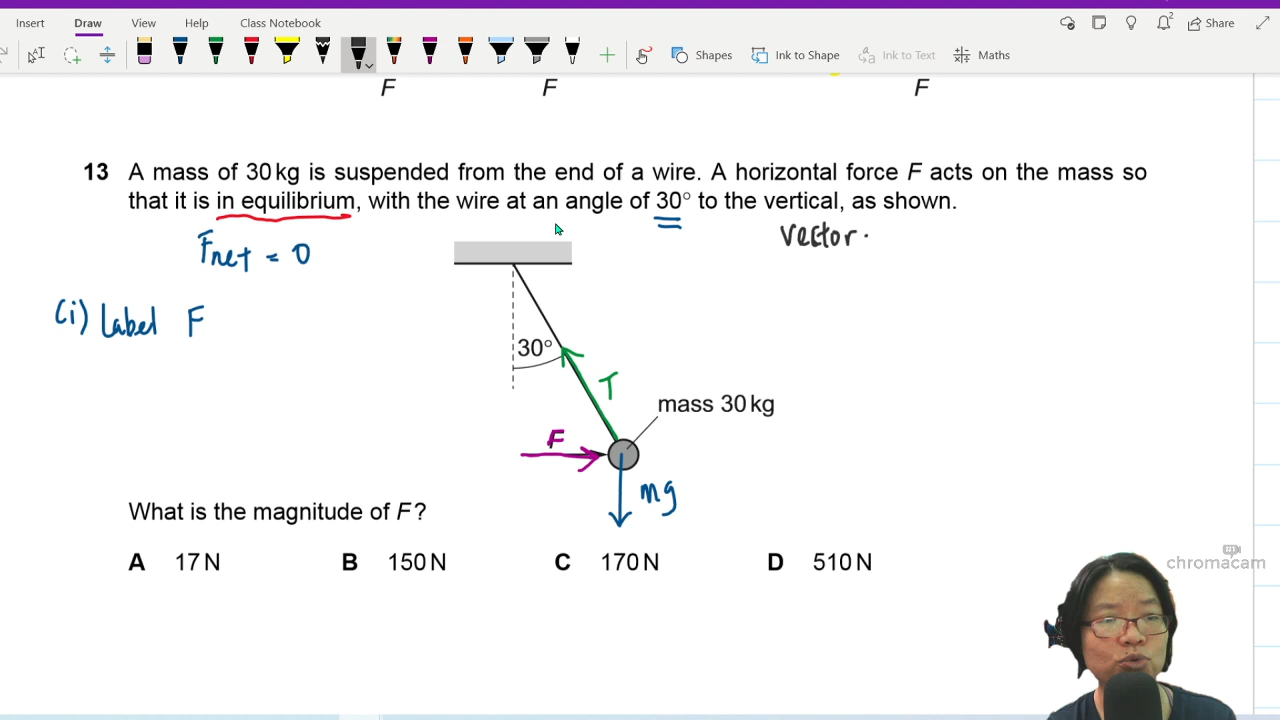 Insert Draw View Help Class Notebook
Share
Shapes Ink to Shape Ink to Text Maths
F F F
13 A mass of 30 kg is suspended from the end of a wire. A horizontal force F acts on the mass so
that it is in equilibrium, with the wire at an angle of 30° to the vertical, as shown.
Fnet = 0
vector.
(i) label F
30°
T
mass 30 kg
F
mg
What is the magnitude of F?
A 17 N B 150 N C 170 N D 510 N
chromacam